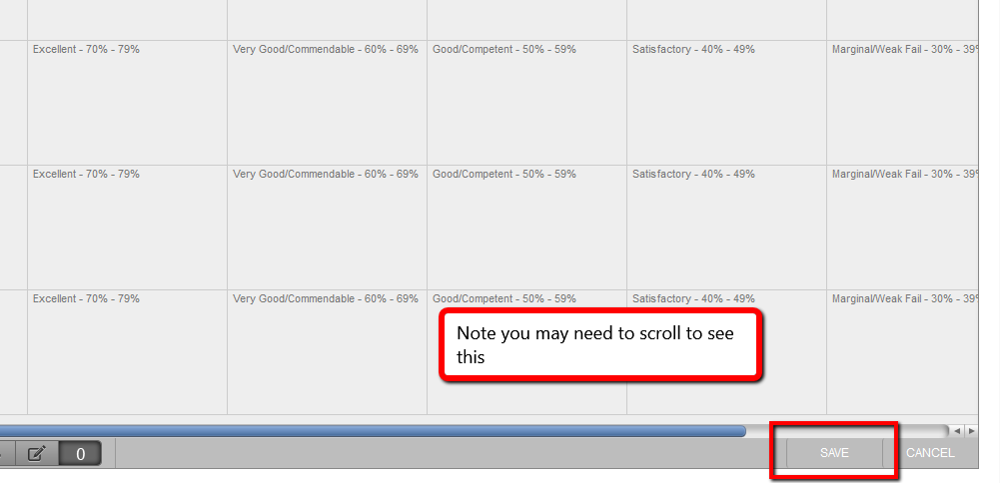 Excellent - 70% - 79% Very Good/Commendable - 60% - 69% Good/Competent - 50% - 59% Satisfactory - 40% - 49% Marginal/Weak Fail - 30% - 39%
Excellent - 70% - 79% Very Good/Commendable - 60% - 69% Good/Competent - 50% - 59% Satisfactory - 40% - 49% Marginal/Weak Fail - 30% - 39%
Excellent - 70% - 79% Very Good/Commendable - 60% - 69% Good/Competent - 50% - 59% Satisfactory - 40% - 49% Marginal/Weak Fail - 30% - 39%
Note you may need to scroll to see
this
0 SAVE CANCEL